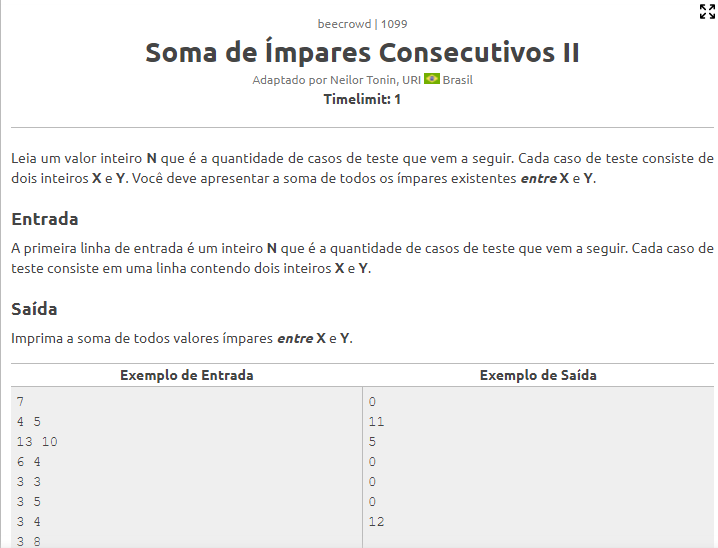 beecrowd | 1099
Soma de Ímpares Consecutivos II
Adaptado por Neilor Tonin, URI Brasil
Timelimit: 1
Leia um valor inteiro N que é a quantidade de casos de teste que vem a seguir. Cada caso de teste consiste de
dois inteiros X e Y. Você deve apresentar a soma de todos os ímpares existentes entre X e Y.
Entrada
A primeira linha de entrada é um inteiro N que é a quantidade de casos de teste que vem a seguir. Cada caso de
teste consiste em uma linha contendo dois inteiros X e Y.
Saída
Imprima a soma de todos valores ímpares entre X e Y.
Exemplo de Entrada Exemplo de Saída
7 0
4 5 11
13 10 5
6 4 0
3 3 0
3 5 0
3 4 12
3 8